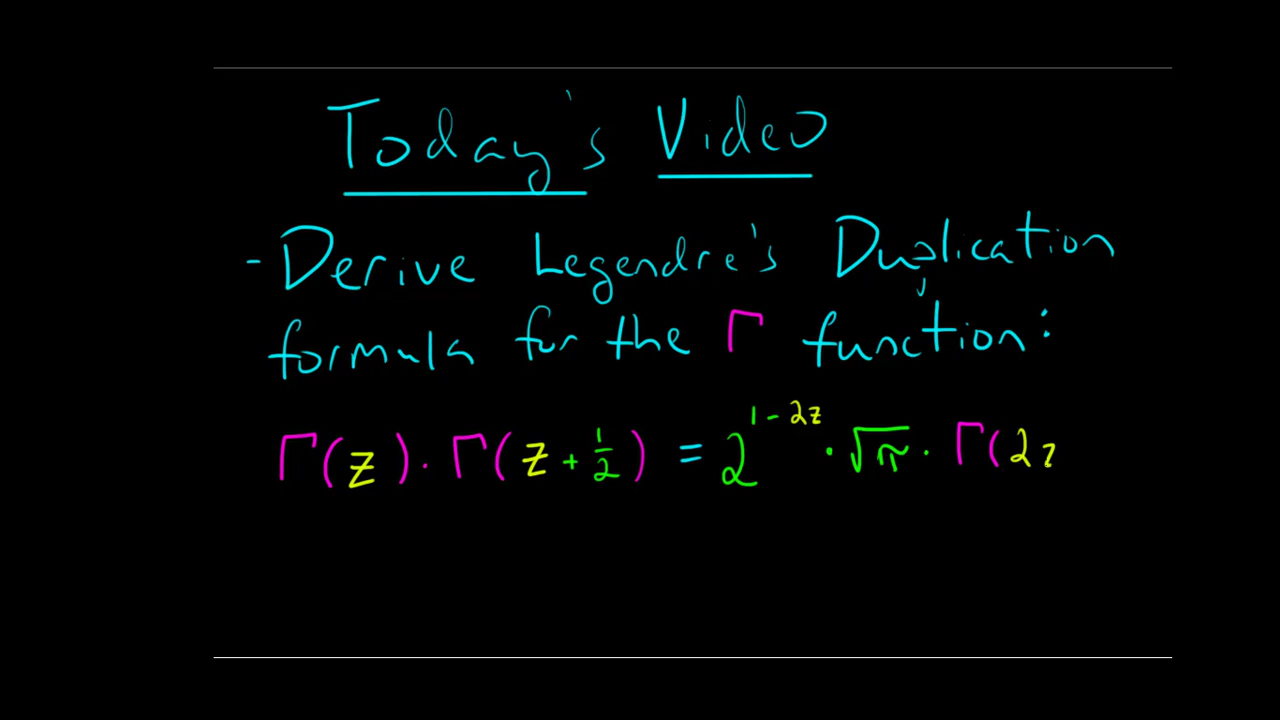 Today's Video
- Derive Legendre's Duplication
formula for the Γ function:
Γ(z) · Γ(z + 1/2) = 2^(1 - 2z) · √π · Γ(2z